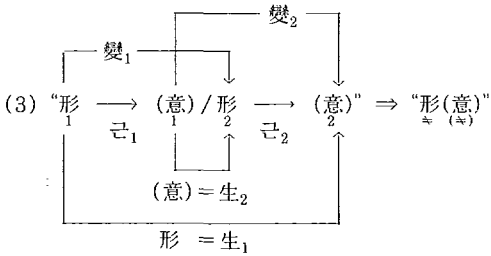 變₂
變₁
(3) “形₁ → (意)₁/形₂ → (意)₂” ⇒ “形(意)”
근₁ 근₂ ≒ (≒)
(意)=生₂
形 =生₁